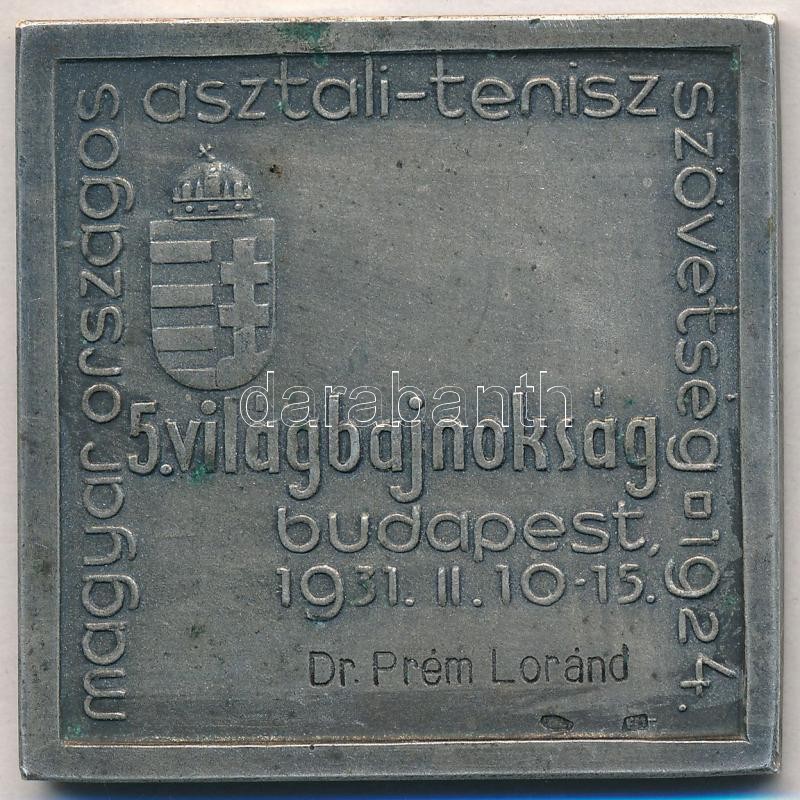 magyar országos
asztali-tenisz
szövetség 1924.
5. világbajnokság
budapest,
1931. II. 10-15.
Dr. Prém Loránd
darabanth